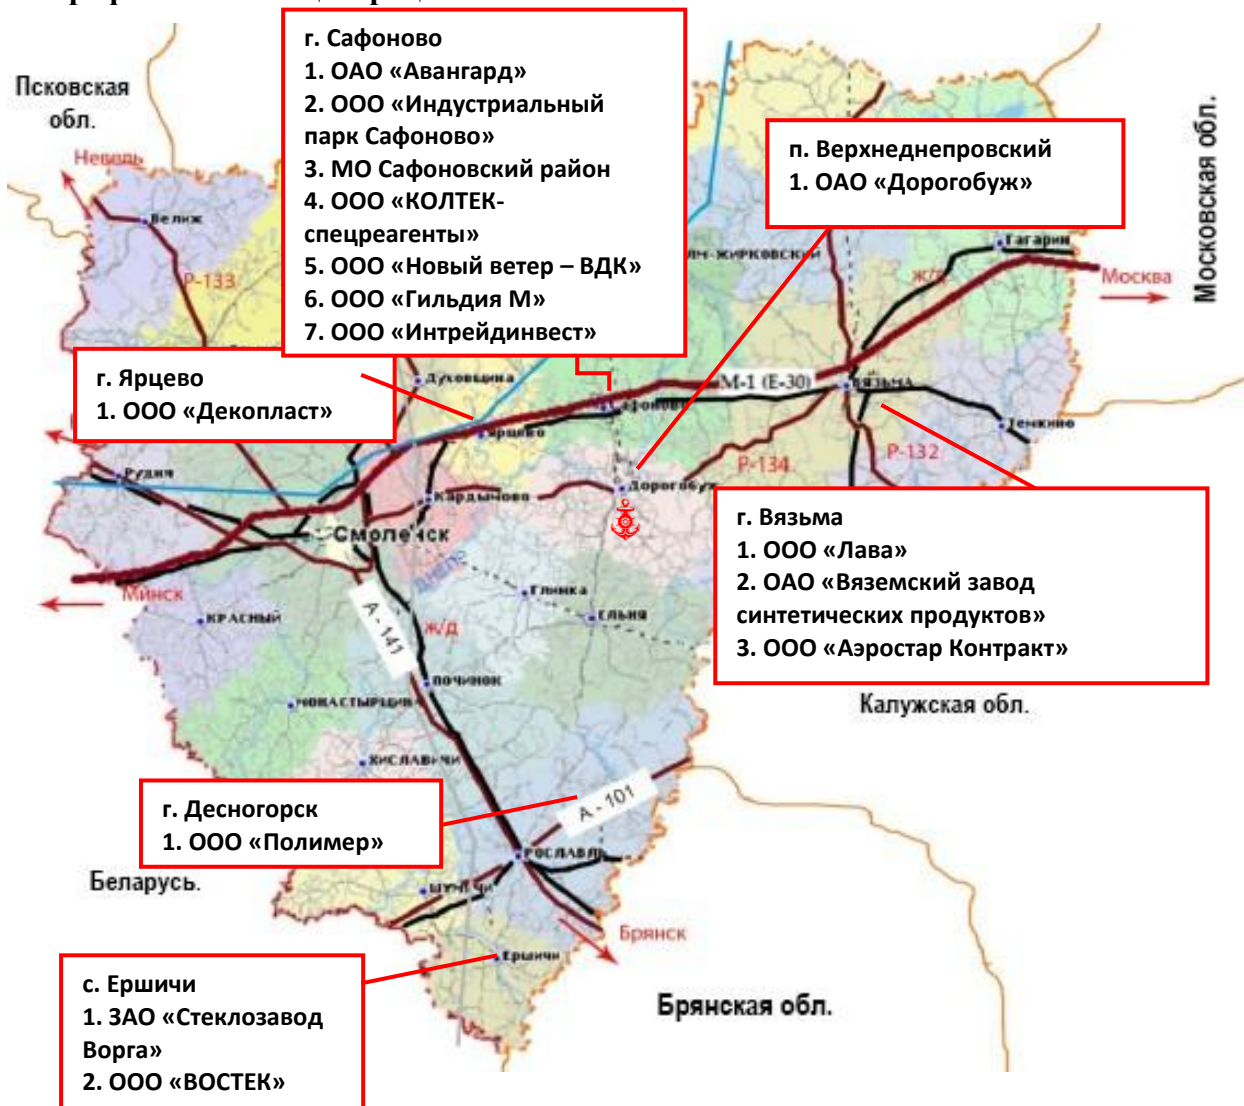 г. Сафоново
1. ОАО «Авангард»
2. ООО «Индустриальный
парк Сафоново»
3. МО Сафоновский район
4. ООО «КОЛТЕК-
спецреагенты»
5. ООО «Новый ветер – ВДК»
6. ООО «Гильдия М»
7. ООО «Интрейдинвест»
Псковская
обл.
Московская обл.
п. Верхнеднепровский
1. ОАО «Дорогобуж»
Невель
Велиж
Р-133
Гагарин
ж/д
Москва
г. Ярцево
1. ООО «Декопласт»
Духовщина
М-1 (Е-30)
Вязьма
Сафоново
Ярцево
Темкино
Рудня
Кардымово
Дорогобуж
Р-134
Р-132
Смоленск
г. Вязьма
1. ООО «Лава»
2. ОАО «Вяземский завод
синтетических продуктов»
3. ООО «Аэростар Контракт»
ДНЕПР
Минск
Глинка
КРАСНЫЙ
ЕЛЬНЯ
А - 141
ж/д
ПОЧИНОК
МОНАСТЫРЩИНА
Калужская обл.
ХИСЛАВИЧИ
г. Десногорск
1. ООО «Полимер»
А - 101
РОСЛАВЛЬ
Беларусь.
ШУМЯЧИ
Брянск
Ершичи
с. Ершичи
1. ЗАО «Стеклозавод
Ворга»
2. ООО «ВОСТЕК»
Брянская обл.